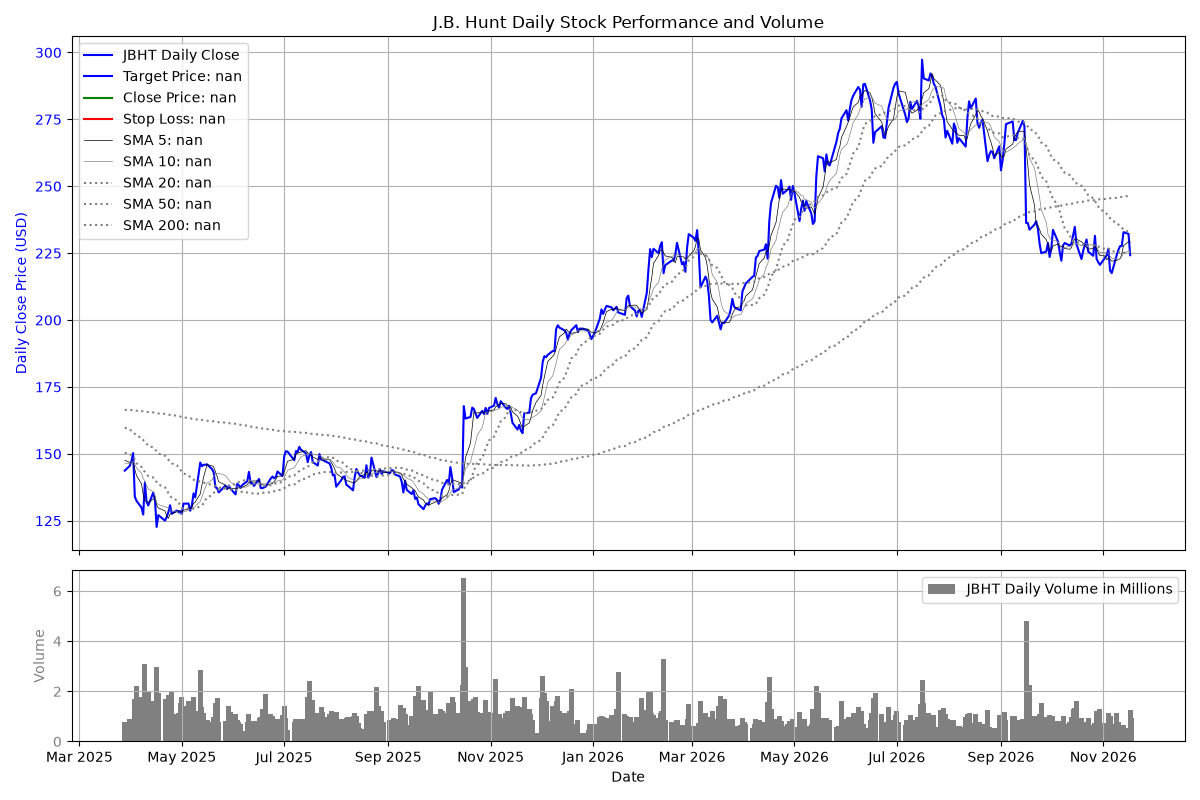 J.B. Hunt Daily Stock Performance and Volume
300
275
250
225
200
175
150
125
Daily Close Price (USD)
JBHT Daily Close
Target Price: nan
Close Price: nan
Stop Loss: nan
SMA 5: nan
SMA 10: nan
SMA 20: nan
SMA 50: nan
SMA 200: nan
6
4
2
0
Volume
JBHT Daily Volume in Millions
Mar 2025 May 2025 Jul 2025 Sep 2025 Nov 2025 Jan 2026 Mar 2026 May 2026 Jul 2026 Sep 2026 Nov 2026
Date